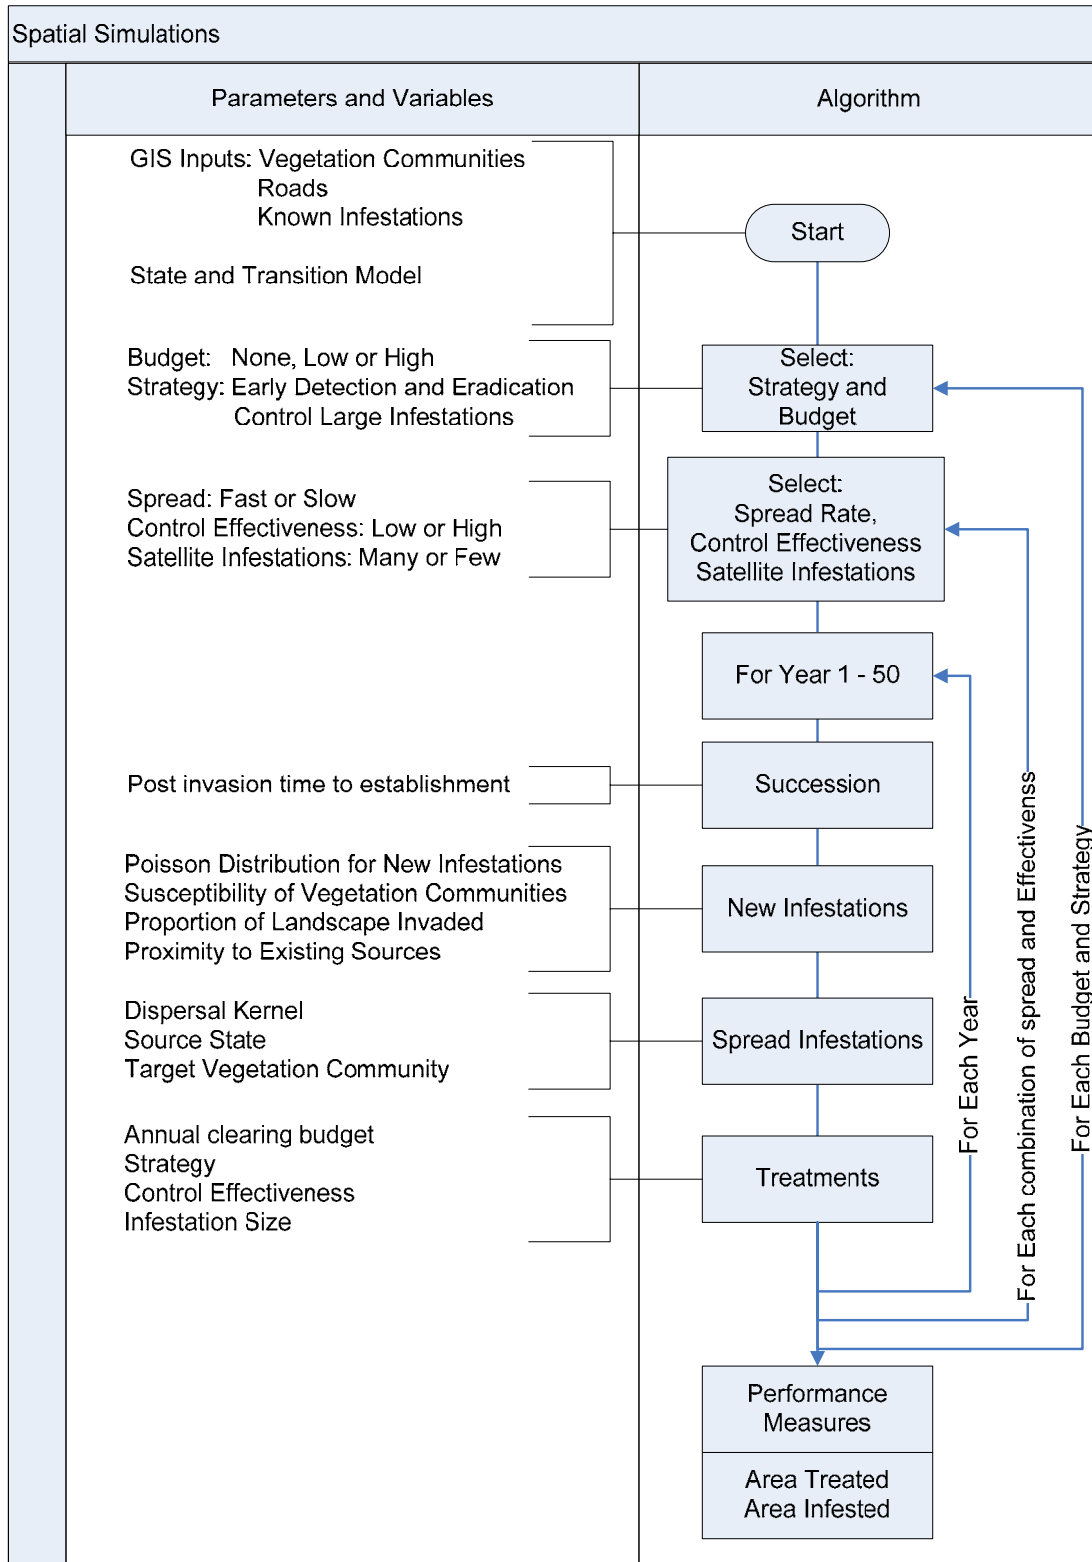 Spatial Simulations
Parameters and Variables
Algorithm
GIS Inputs: Vegetation Communities
Roads
Known Infestations
State and Transition Model
Start
Budget: None, Low or High
Strategy: Early Detection and Eradication
Control Large Infestations
Select:
Strategy and
Budget
Spread: Fast or Slow
Control Effectiveness: Low or High
Satellite Infestations: Many or Few
Select:
Spread Rate,
Control Effectiveness
Satellite Infestations
For Year 1 - 50
Post invasion time to establishment
Succession
Poisson Distribution for New Infestations
Susceptibility of Vegetation Communities
Proportion of Landscape Invaded
Proximity to Existing Sources
New Infestations
Dispersal Kernel
Source State
Target Vegetation Community
Spread Infestations
Annual clearing budget
Strategy
Control Effectiveness
Infestation Size
Treatments
For Each Year
For Each combination of spread and Effectivenss
For Each Budget and Strategy
Performance
Measures
Area Treated
Area Infested